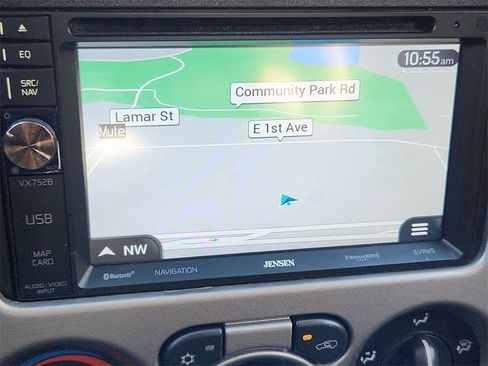 EQ
SRC/
NAV
VX7528
USB
MAP
CARD
AUDIO/VIDEO
INPUT
10:55am
Community Park Rd
Lamar St
Mute
E 1st Ave
NW
Bluetooth
NAVIGATION
JENSEN
GVRMS